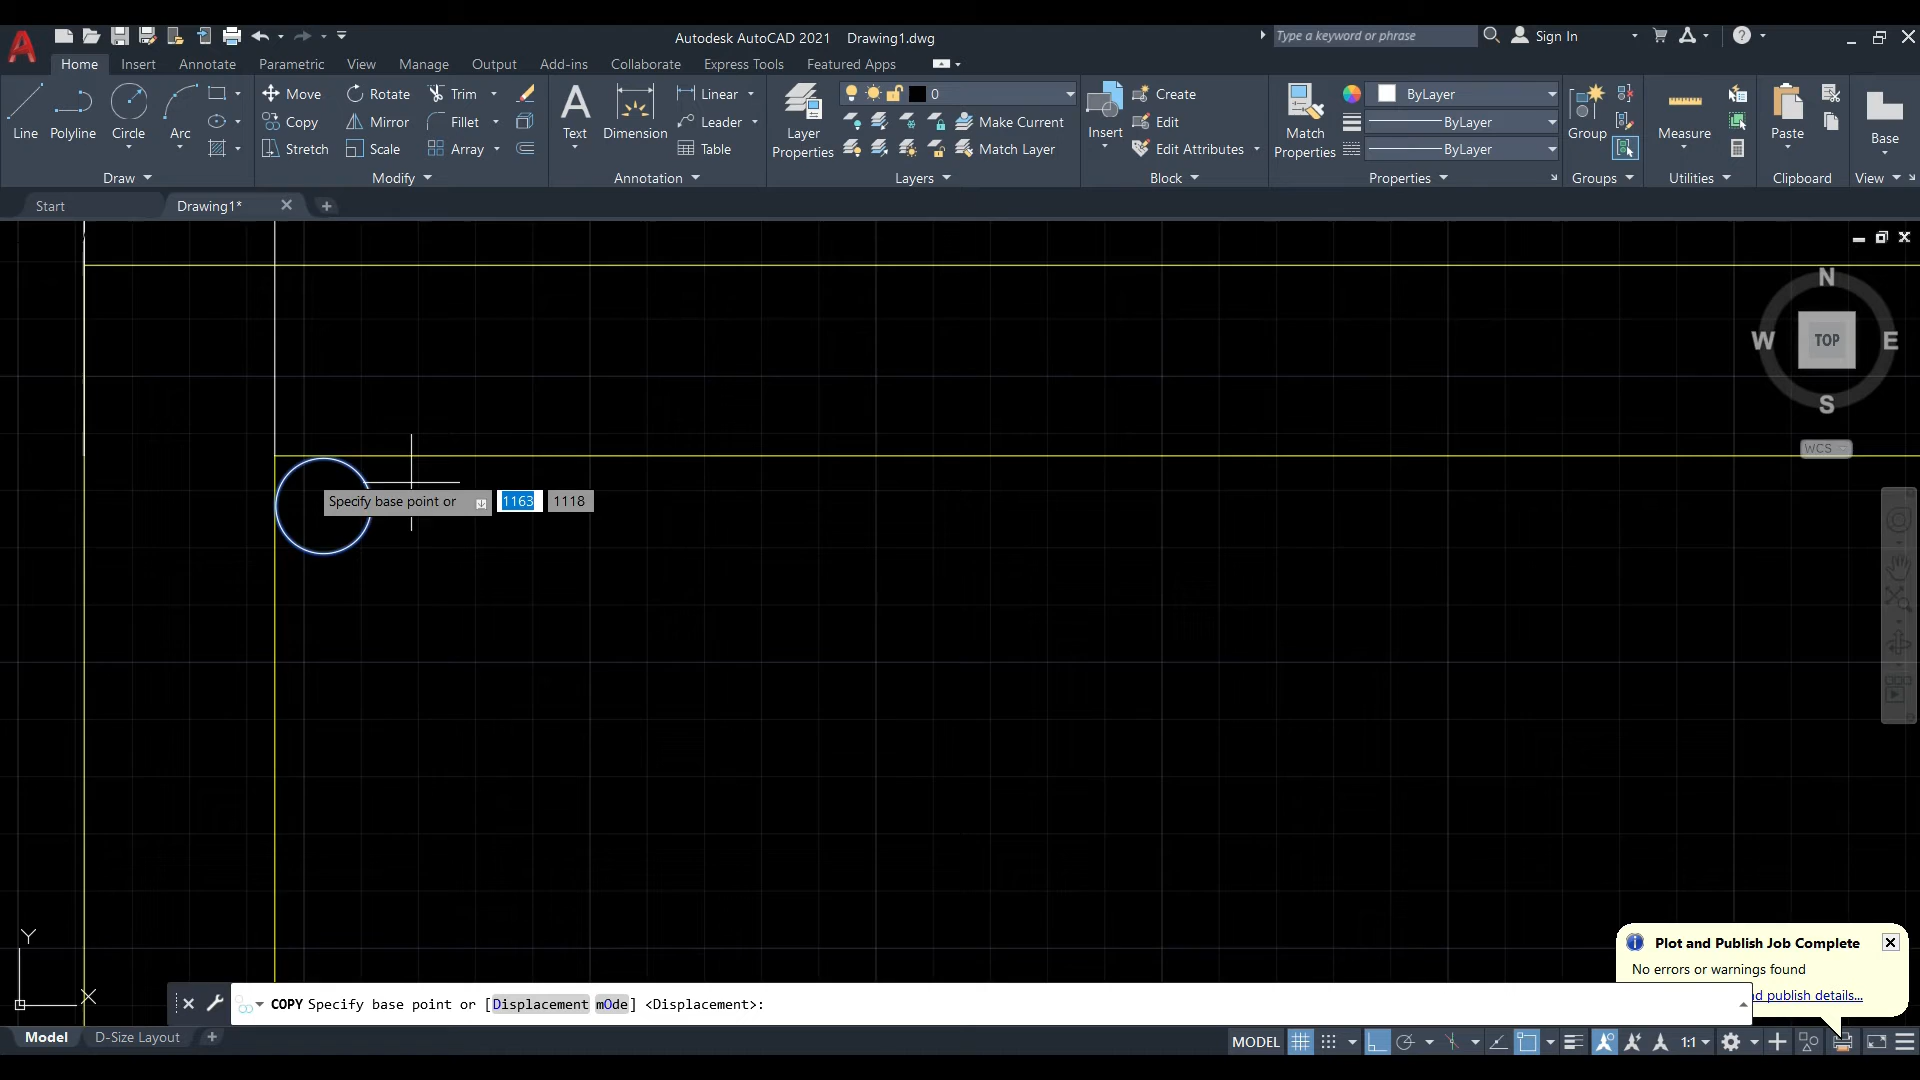 Autodesk AutoCAD 2021 Drawing1.dwg
Type a keyword or phrase
Sign In
Home Insert Annotate Parametric View Manage Output Add-ins Collaborate Express Tools Featured Apps
Line Polyline Circle Arc
Move Rotate Trim
Copy Mirror Fillet
Stretch Scale Array
Text Dimension
Linear
Leader
Table
Layer Properties
0
Make Current
Match Layer
Insert
Create
Edit
Edit Attributes
Match Properties
ByLayer
ByLayer
ByLayer
Group
Measure
Paste
Base
Draw Modify Annotation Layers Block Properties Groups Utilities Clipboard View
Start Drawing1*
N
W TOP E
S
WCS
Specify base point or 1163 1118
Y
X
Plot and Publish Job Complete
No errors or warnings found
d publish details...
COPY Specify base point or [Displacement mOde] <Displacement>:
Model D-Size Layout
MODEL 1:1